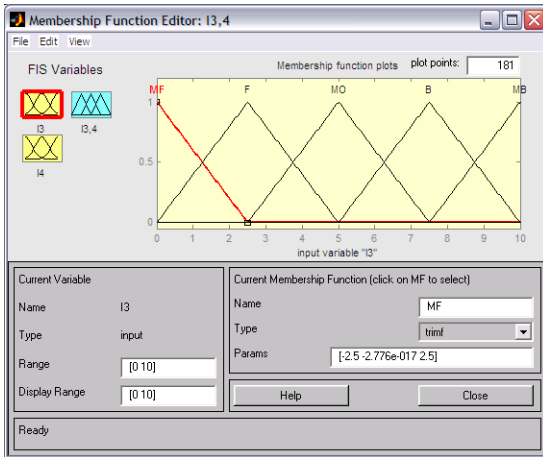 Membership Function Editor: I3,4
File Edit View
FIS Variables
I3
I3,4
I4
Membership function plots
plot points:
181
MF F MO B MB
1
0.5
0
0 1 2 3 4 5 6 7 8 9 10
input variable "I3"
Current Variable
Name I3
Type input
Range [0 10]
Display Range [0 10]
Current Membership Function (click on MF to select)
Name MF
Type trimf
Params [-2.5 -2.776e-017 2.5]
Help Close
Ready